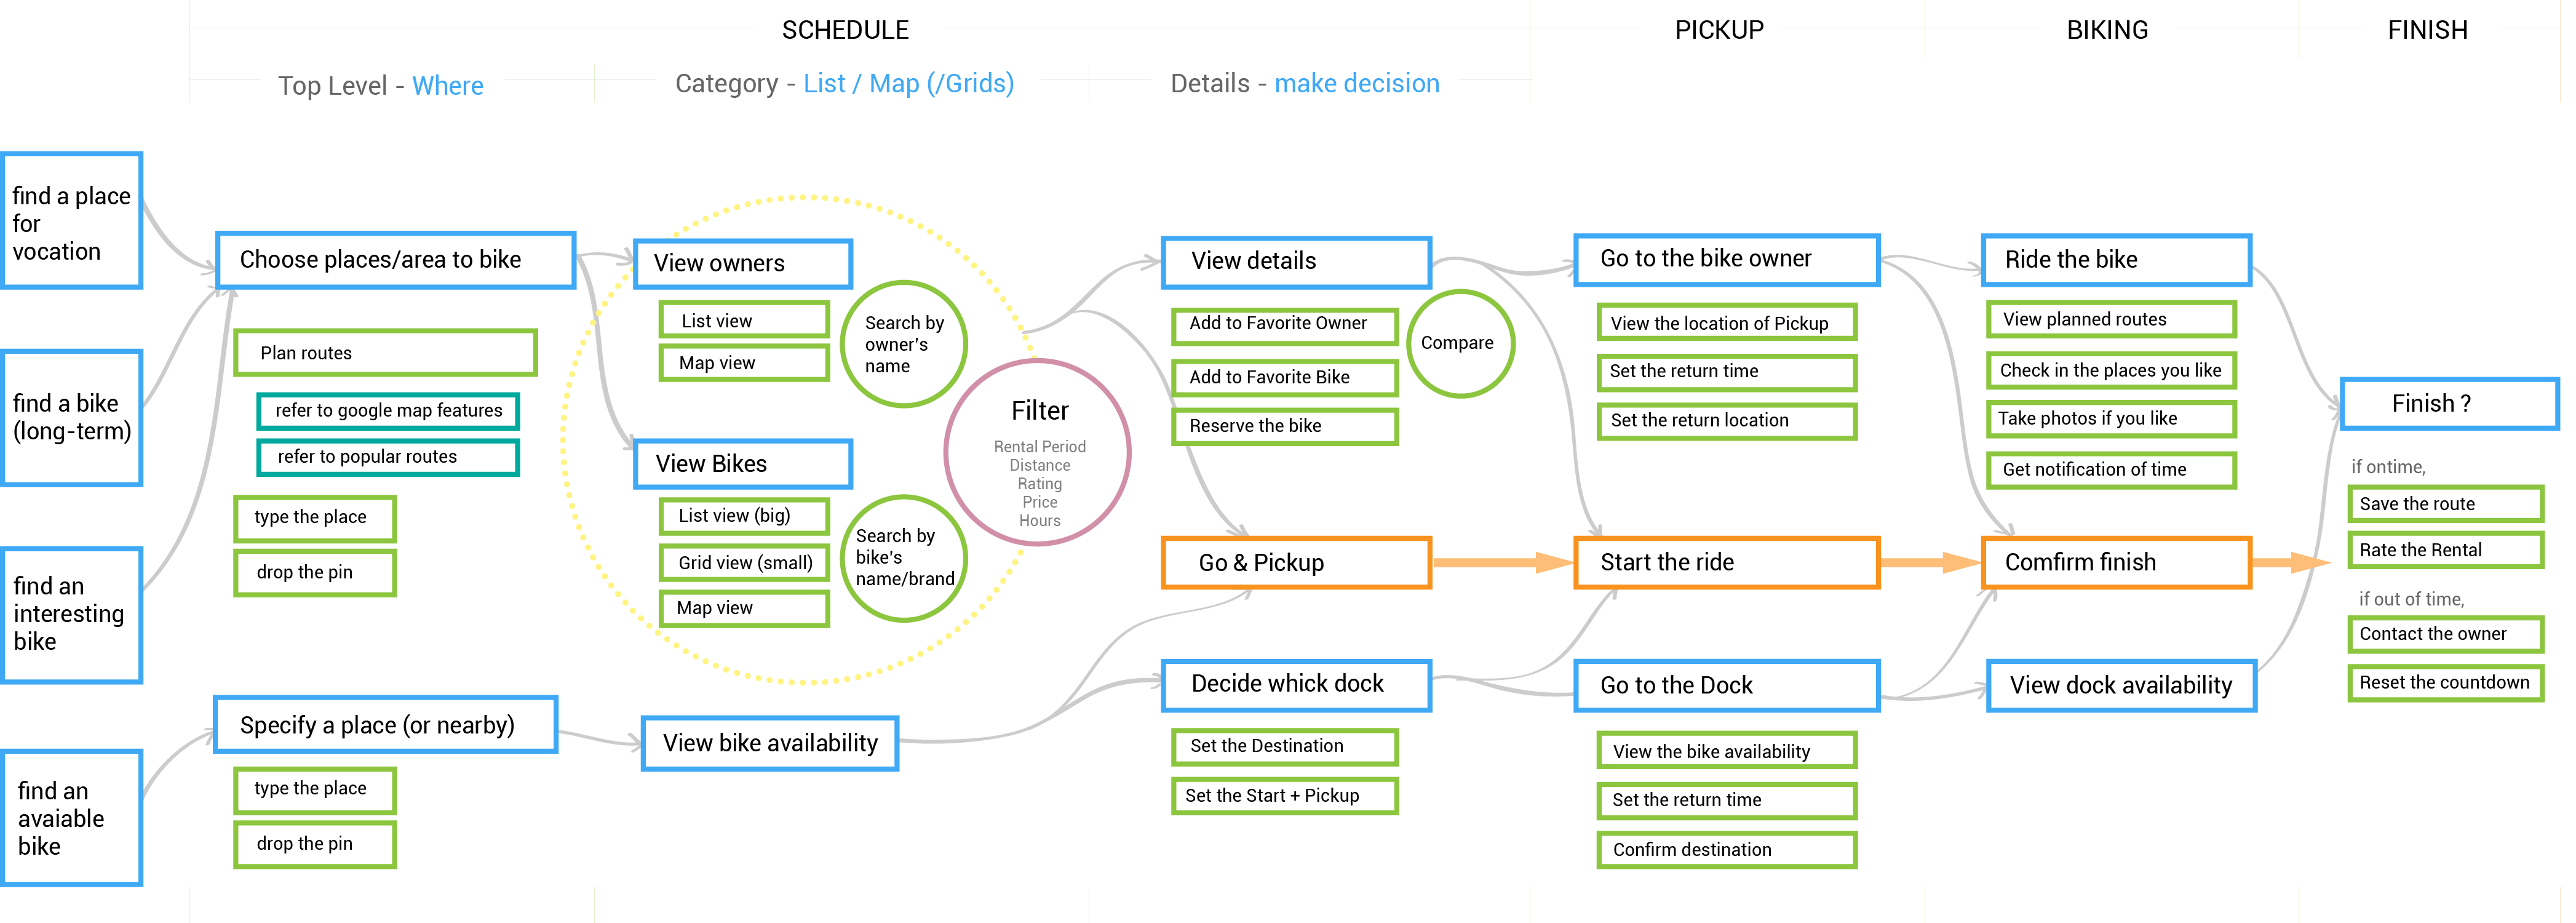 SCHEDULE
PICKUP
BIKING
FINISH
Top Level - Where
Category - List / Map (/Grids)
Details - make decision
find a place
for
vocation
find a bike
(long-term)
find an
interesting
bike
find an
avaiable
bike
Choose places/area to bike
Plan routes
refer to google map features
refer to popular routes
type the place
drop the pin
Specify a place (or nearby)
type the place
drop the pin
View owners
List view
Map view
Search by
owner's
name
View Bikes
List view (big)
Grid view (small)
Map view
Search by
bike's
name/brand
Filter
Rental Period
Distance
Rating
Price
Hours
View bike availability
View details
Add to Favorite Owner
Add to Favorite Bike
Reserve the bike
Compare
Go & Pickup
Decide whick dock
Set the Destination
Set the Start + Pickup
Go to the bike owner
View the location of Pickup
Set the return time
Set the return location
Start the ride
Go to the Dock
View the bike availability
Set the return time
Confirm destination
Ride the bike
View planned routes
Check in the places you like
Take photos if you like
Get notification of time
Comfirm finish
View dock availability
Finish ?
if ontime,
Save the route
Rate the Rental
if out of time,
Contact the owner
Reset the countdown